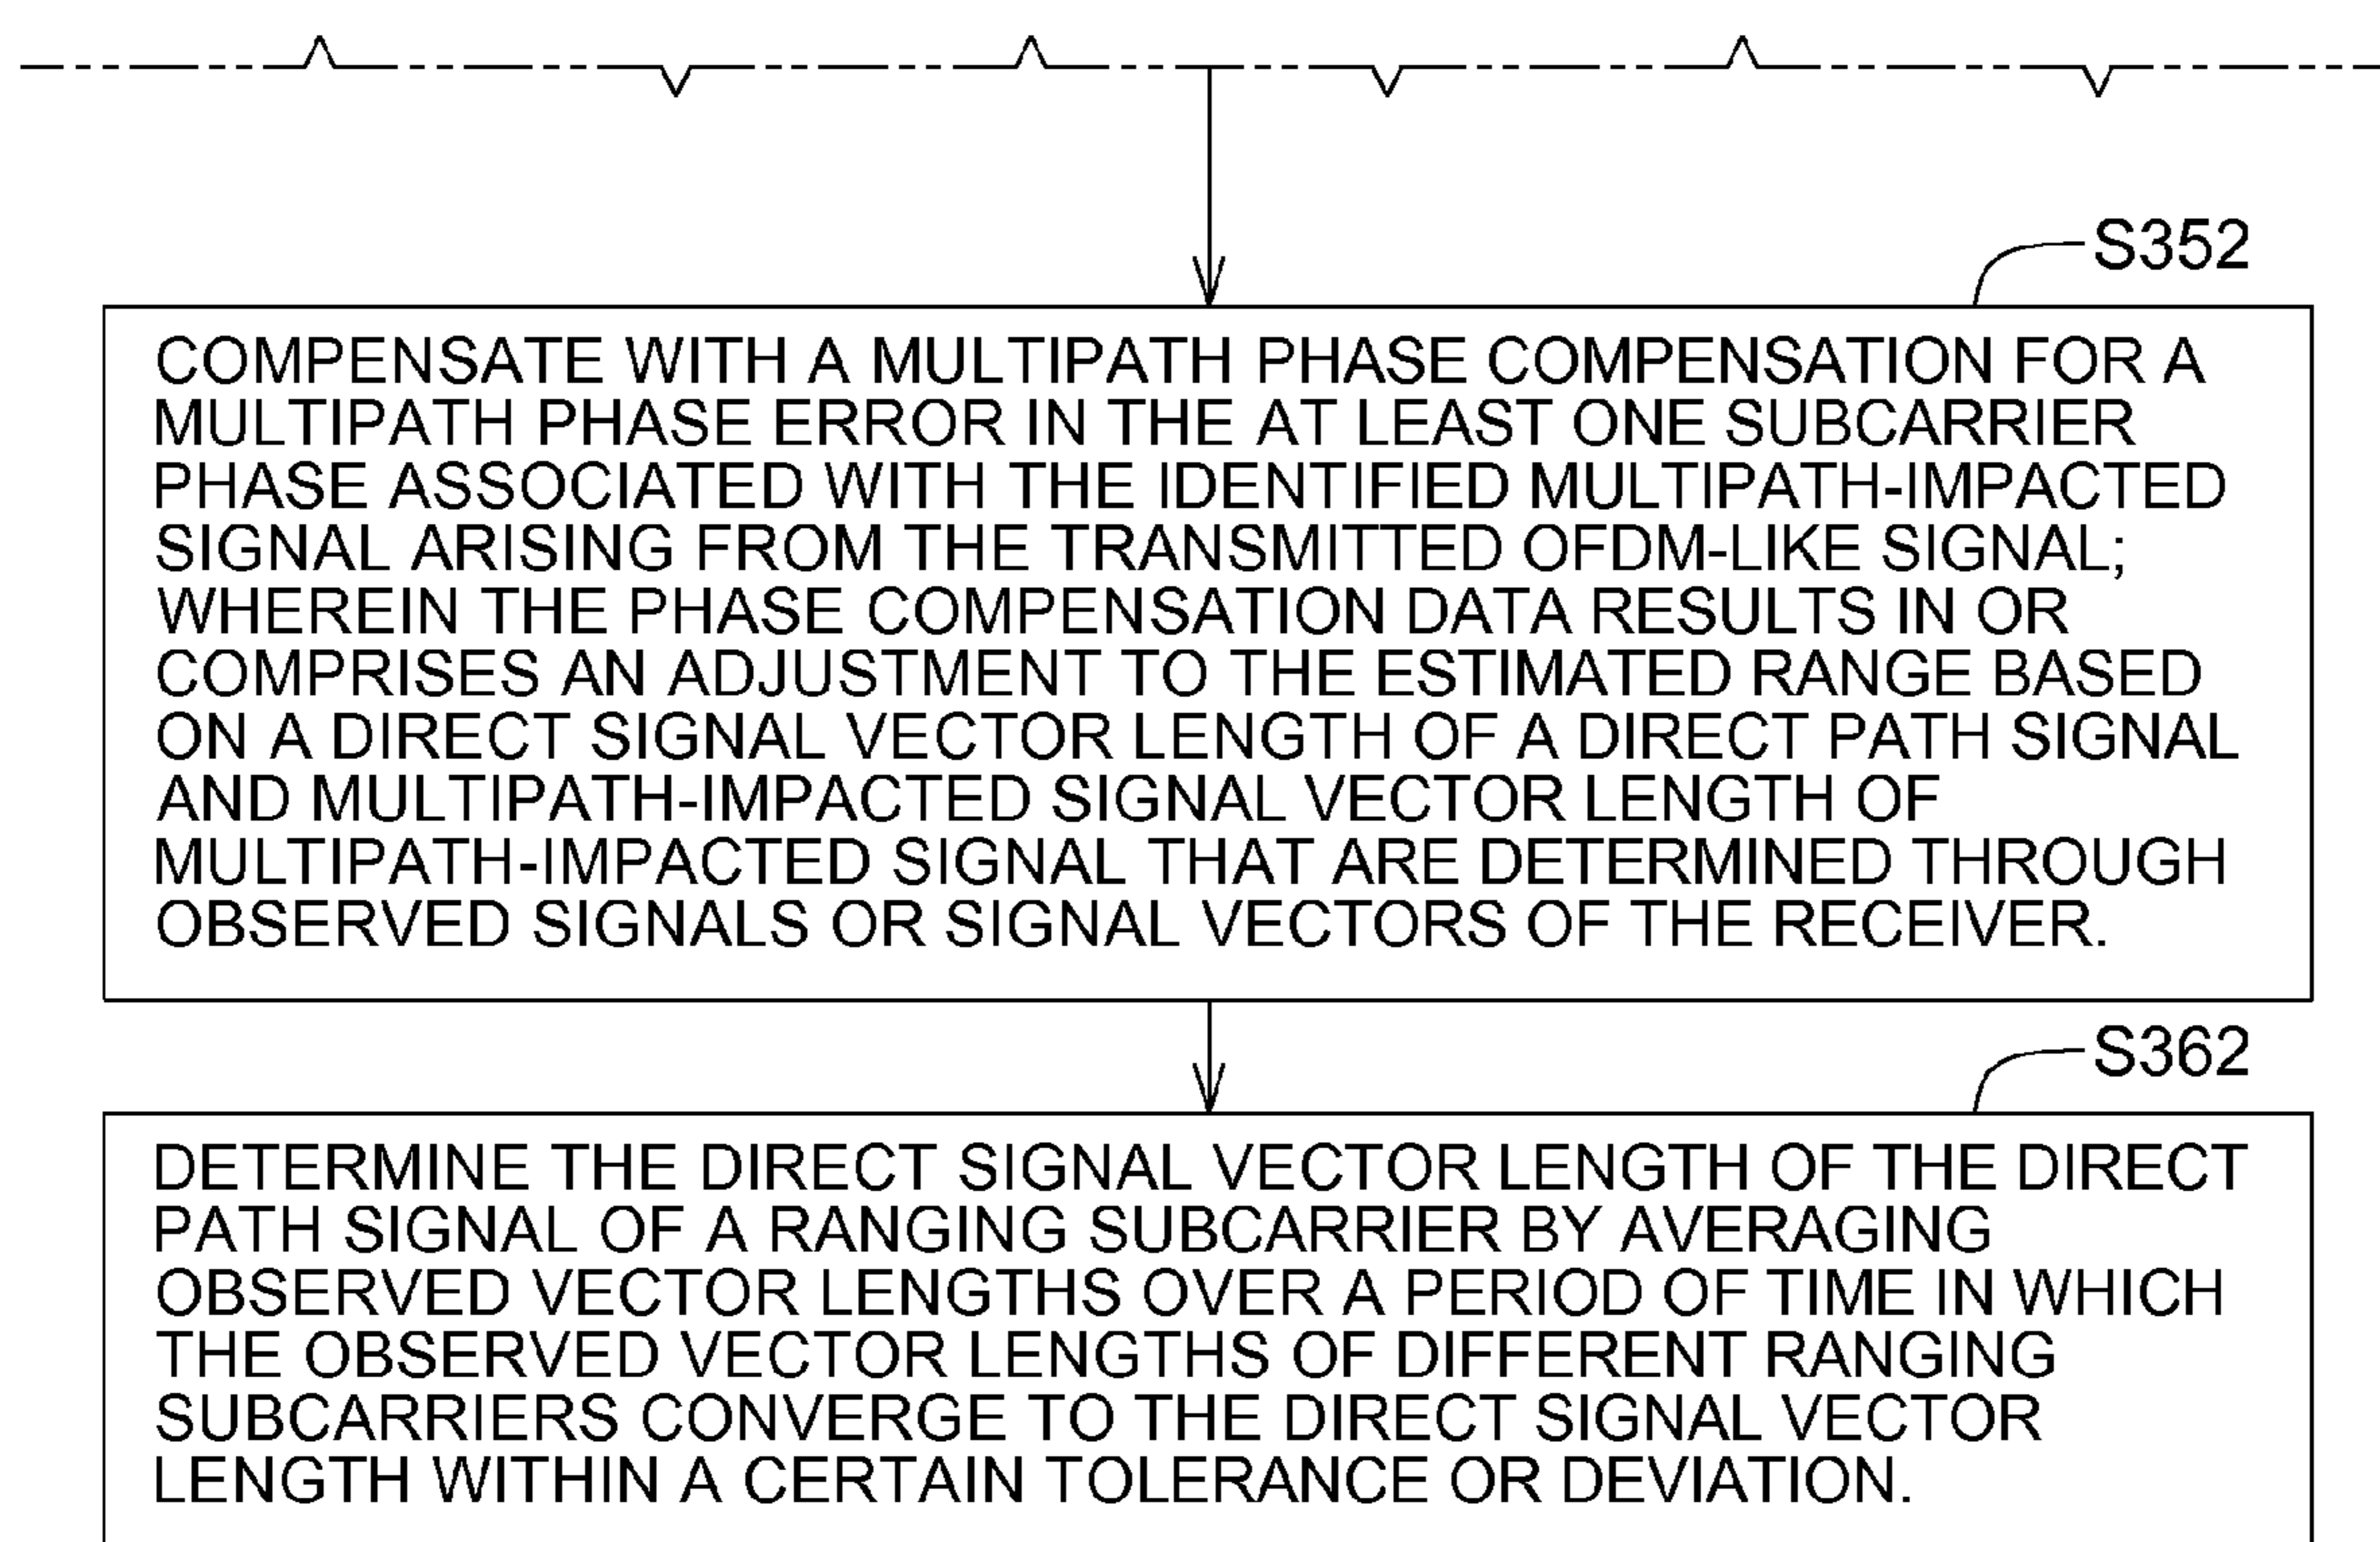 S352
COMPENSATE WITH A MULTIPATH PHASE COMPENSATION FOR A
MULTIPATH PHASE ERROR IN THE AT LEAST ONE SUBCARRIER
PHASE ASSOCIATED WITH THE IDENTIFIED MULTIPATH-IMPACTED
SIGNAL ARISING FROM THE TRANSMITTED OFDM-LIKE SIGNAL;
WHEREIN THE PHASE COMPENSATION DATA RESULTS IN OR
COMPRISES AN ADJUSTMENT TO THE ESTIMATED RANGE BASED
ON A DIRECT SIGNAL VECTOR LENGTH OF A DIRECT PATH SIGNAL
AND MULTIPATH-IMPACTED SIGNAL VECTOR LENGTH OF
MULTIPATH-IMPACTED SIGNAL THAT ARE DETERMINED THROUGH
OBSERVED SIGNALS OR SIGNAL VECTORS OF THE RECEIVER.
S362
DETERMINE THE DIRECT SIGNAL VECTOR LENGTH OF THE DIRECT
PATH SIGNAL OF A RANGING SUBCARRIER BY AVERAGING
OBSERVED VECTOR LENGTHS OVER A PERIOD OF TIME IN WHICH
THE OBSERVED VECTOR LENGTHS OF DIFFERENT RANGING
SUBCARRIERS CONVERGE TO THE DIRECT SIGNAL VECTOR
LENGTH WITHIN A CERTAIN TOLERANCE OR DEVIATION.